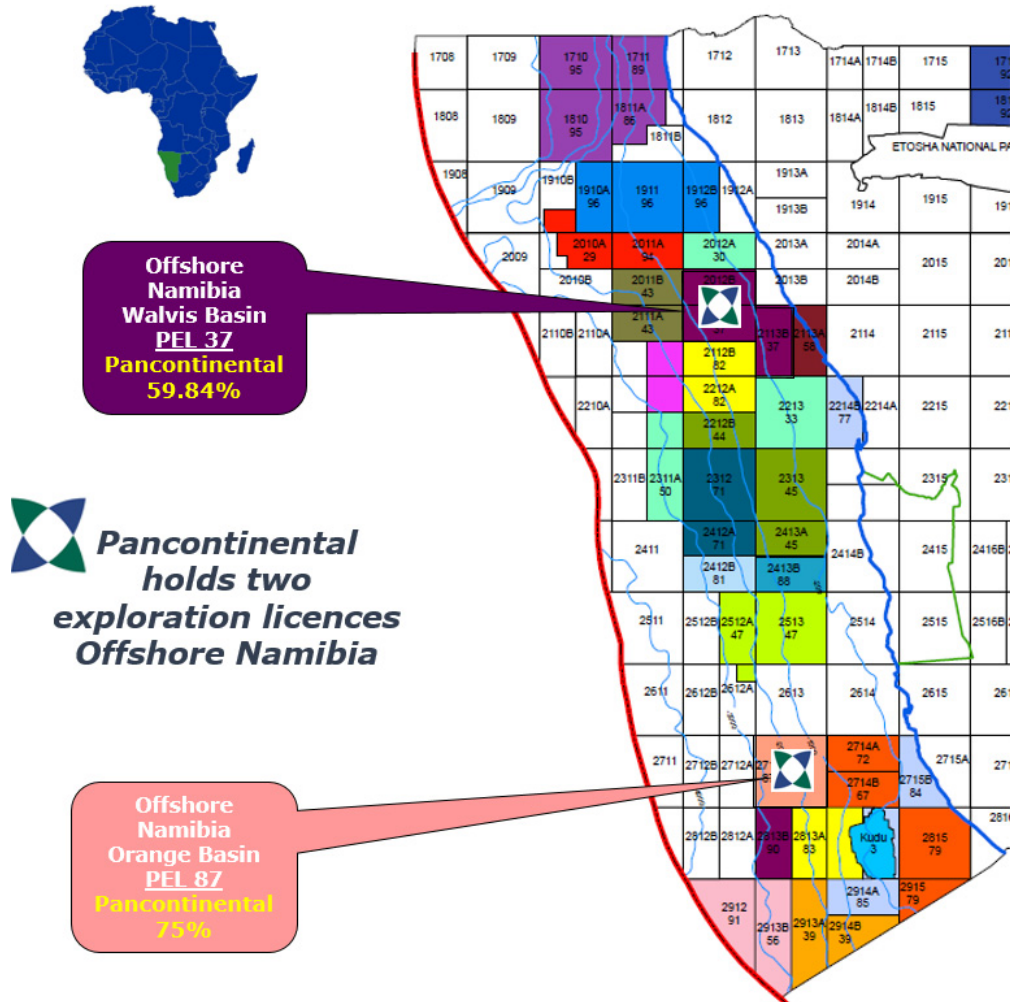 Offshore
Namibia
Walvis Basin
PEL 37
Pancontinental
59.84%
Pancontinental
holds two
exploration licences
Offshore Namibia
Offshore
Namibia
Orange Basin
PEL 87
Pancontinental
75%
1708 1709 1710 1711 1712 1713 1714A 1714B 1715
95 89
1808 1809 1810 1811A 1812 1813 1814A 1814B 1815
95 86
1811B
ETOSHA NATIONAL PA
1908 1909 1910B 1910A 1911 1912B 1912A 1913A 1914 1915
96 96 96
1913B
2009 2010A 2011A 2012A 2013A 2014A 2015
29 94 30
2010B 2011B 2012B 2013B 2014B
43
2110B 2110A 2111A 37 2113B 2113A 2114 2115
43 37 58
2112B
82
2210A 2212A 2213 2214B 2214A 2215
82 33 77
2212B
44
2311B 2311A 2312 2313 2315
50 71 45
2411 2412A 2413A 2414B 2415 2416B
71 45
2412B 2413B
81 88
200
2511 2512B 2512A 2513 2514 2515 2516B
47 47
2611 2612B 2612A 2613 2614 2615
-3000
2711 2712B 2712A 2714A 2715A
72
2714B 2715B
67 84
2812B 2812A 2813B 2813A Kudu 2815
90 83 3 79
2912 2913B 2913A 2914A 2915
91 56 39 85 79
2914B
39